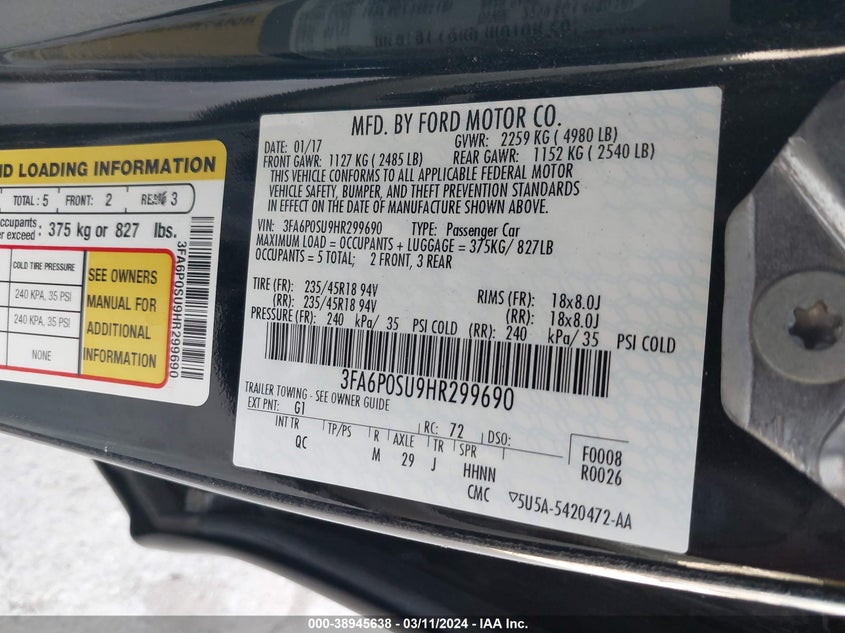 ND LOADING INFORMATION
TOTAL: 5 FRONT: 2 REAR 3
ccupants
er exceed: 375 kg or 827 lbs.
COLD TIRE PRESSURE
240 KPA, 35 PSI
240 KPA, 35 PSI
NONE
SEE OWNERS
MANUAL FOR
ADDITIONAL
INFORMATION
3FA6P0SU9HR299690
MFD. BY FORD MOTOR CO.
DATE: 01/17 GVWR: 2259 KG ( 4980 LB)
FRONT GAWR: 1127 KG ( 2485 LB) REAR GAWR: 1152 KG ( 2540 LB)
THIS VEHICLE CONFORMS TO ALL APPLICABLE FEDERAL MOTOR
VEHICLE SAFETY, BUMPER, AND THEFT PREVENTION STANDARDS
IN EFFECT ON THE DATE OF MANUFACTURE SHOWN ABOVE.
VIN: 3FA6P0SU9HR299690 TYPE: Passenger Car
MAXIMUM LOAD = OCCUPANTS + LUGGAGE = 375KG/ 827LB
OCCUPANTS = 5 TOTAL; 2 FRONT, 3 REAR
TIRE (FR): 235/45R18 94V RIMS (FR): 18x8.0J
(RR): 235/45R18 94V (RR): 18x8.0J
PRESSURE (FR): 240 kPa/ 35 PSI COLD (RR): 240 kPa/35 PSI COLD
3FA6P0SU9HR299690
TRAILER TOWING - SEE OWNER GUIDE
EXT PNT: G1 RC: 72 DSO:
INT TR TP/PS R AXLE TR SPR F0008
QC M 29 J HHNN R0026
CMC ▽5U5A-5420472-AA
000-38945638 - 03/11/2024 - IAA Inc.